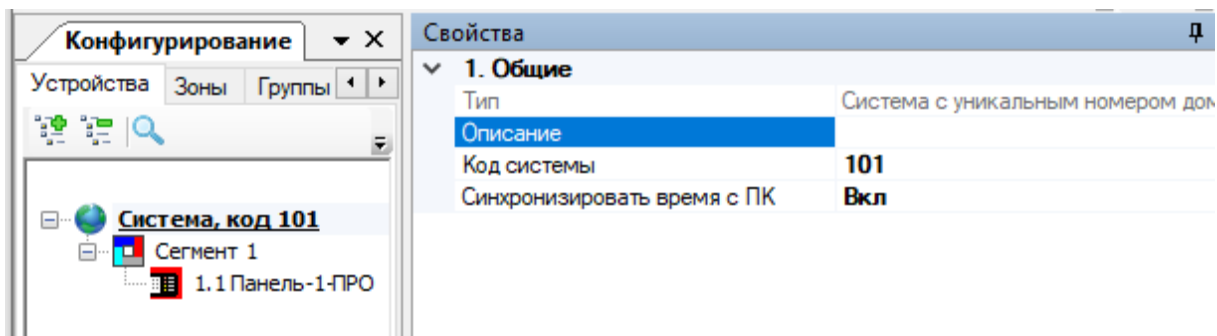 Конфигурирование
Устройства Зоны Группы
Система, код 101
Сегмент 1
1.1 Панель-1-ПРО
Свойства
1. Общие
Тип Система с уникальным номером дом
Описание
Код системы 101
Синхронизировать время с ПК Вкл